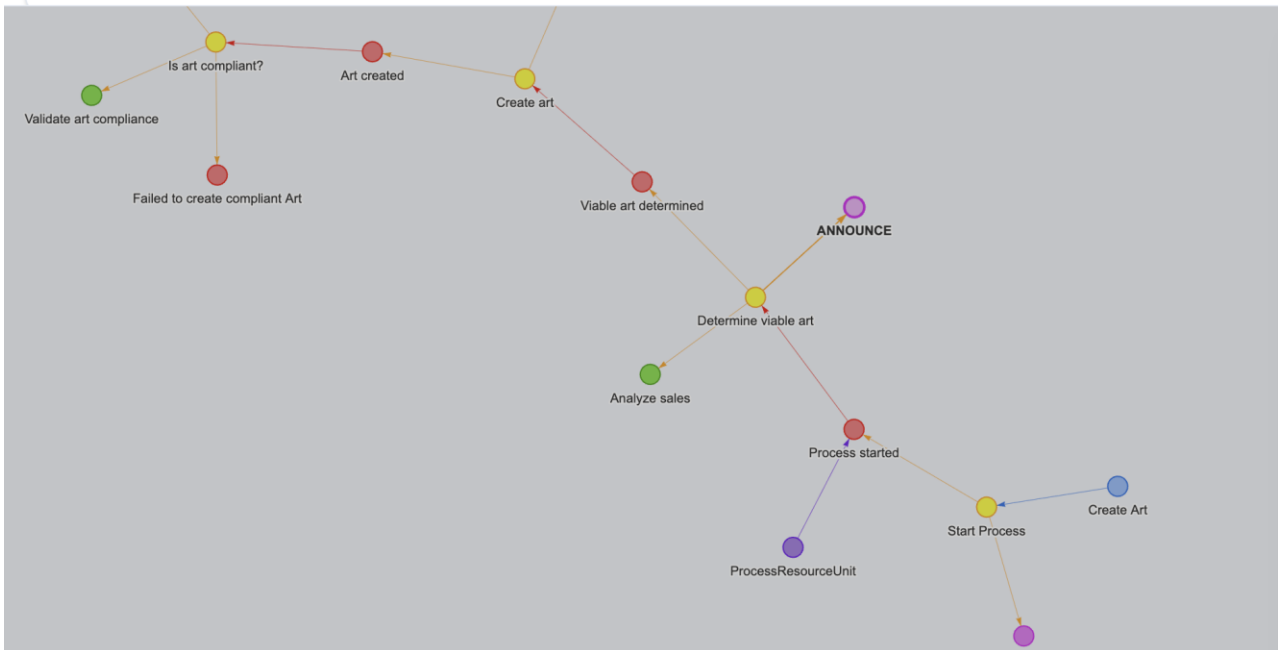 Is art compliant?
Art created
Create art
Validate art compliance
Failed to create compliant Art
Viable art determined
ANNOUNCE
Determine viable art
Analyze sales
Process started
Create Art
Start Process
ProcessResourceUnit